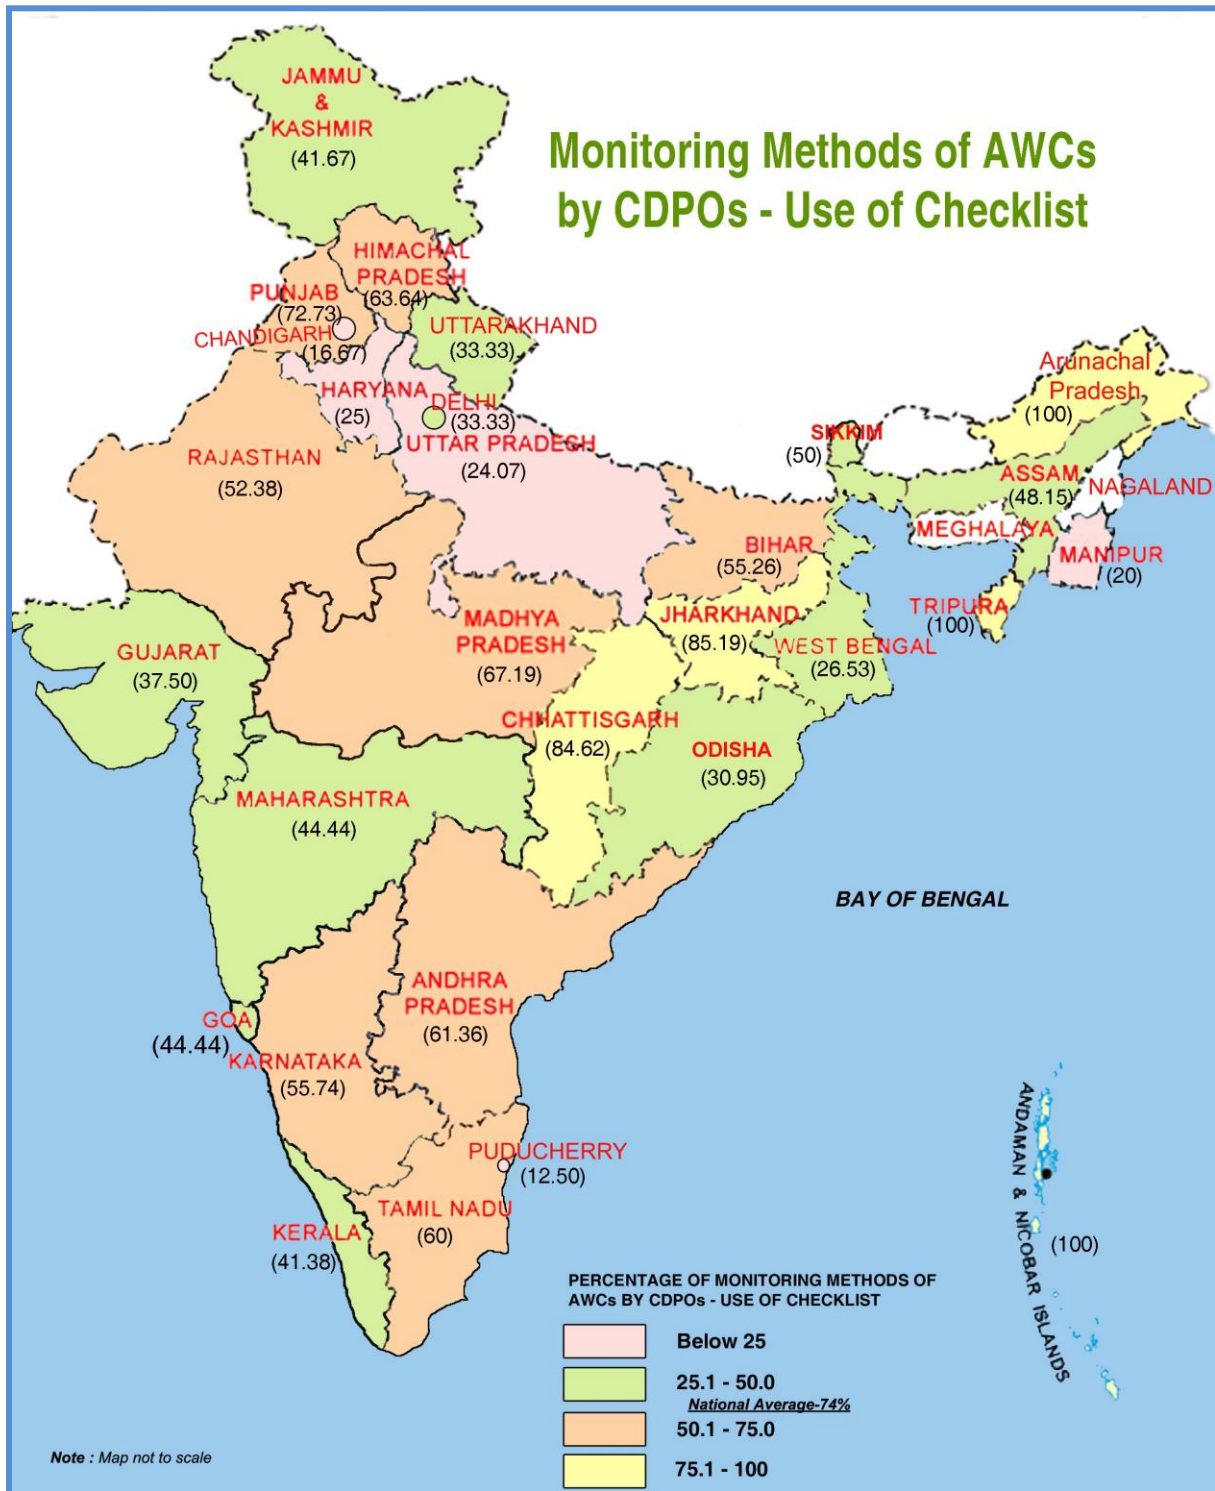 Monitoring Methods of AWCs
by CDPOs - Use of Checklist
JAMMU
&
KASHMIR
(41.67)
HIMACHAL
PRADESH
(63.64)
PUNJAB
(72.73)
CHANDIGARH
(16.67)
UTTARAKHAND
(33.33)
HARYANA
(25)
DELHI
(33.33)
UTTAR PRADESH
(24.07)
RAJASTHAN
(52.38)
Arunachal
Pradesh
(100)
SIKKIM
(50)
ASSAM
(48.15)
NAGALAND
MEGHALAYA
MANIPUR
(20)
TRIPURA
(100)
BIHAR
(55.26)
JHARKHAND
(85.19)
WEST BENGAL
(26.53)
MADHYA
PRADESH
(67.19)
GUJARAT
(37.50)
CHHATTISGARH
(84.62)
ODISHA
(30.95)
MAHARASHTRA
(44.44)
BAY OF BENGAL
ANDHRA
PRADESH
(61.36)
GOA
(44.44)
KARNATAKA
(55.74)
PUDUCHERRY
(12.50)
TAMIL NADU
(60)
KERALA
(41.38)
ANDAMAN & NICOBAR ISLANDS
(100)
PERCENTAGE OF MONITORING METHODS OF
AWCs BY CDPOs - USE OF CHECKLIST
Below 25
25.1 - 50.0
National Average-74%
50.1 - 75.0
75.1 - 100
Note : Map not to scale